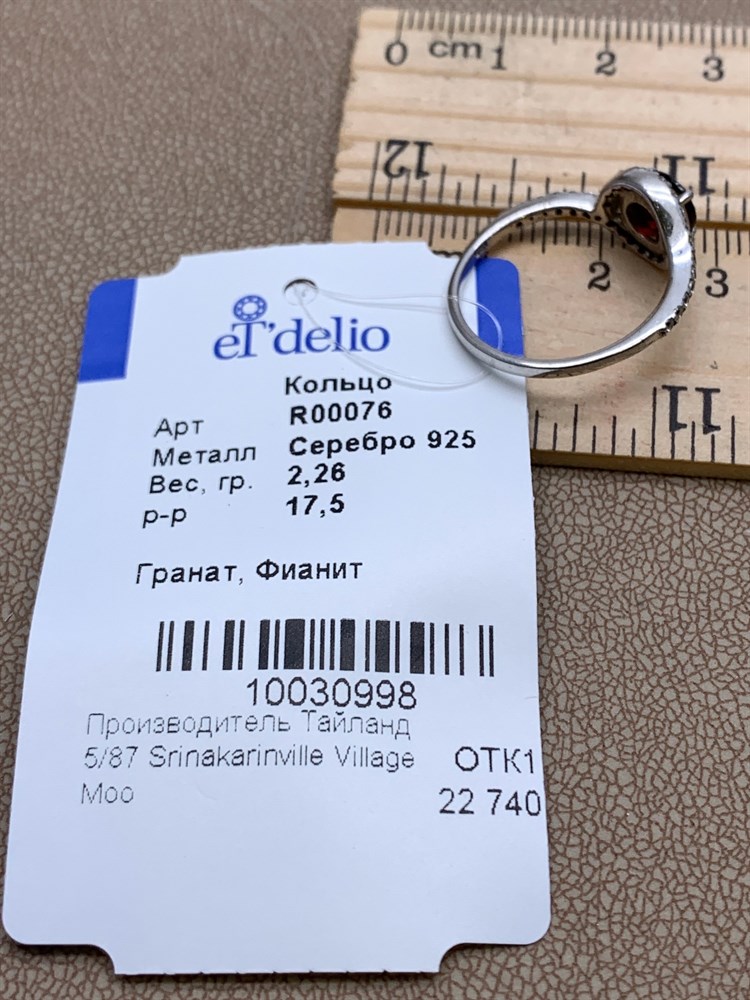 0 cm 1 2 3
12 11
2 3
11
eT'delio
Кольцо
Арт R00076
Металл Серебро 925
Вес, гр. 2,26
р-р 17,5
Гранат, Фианит
10030998
Производитель Тайланд
5/87 Srinakarinville Village ОТК1
Моо 22 740